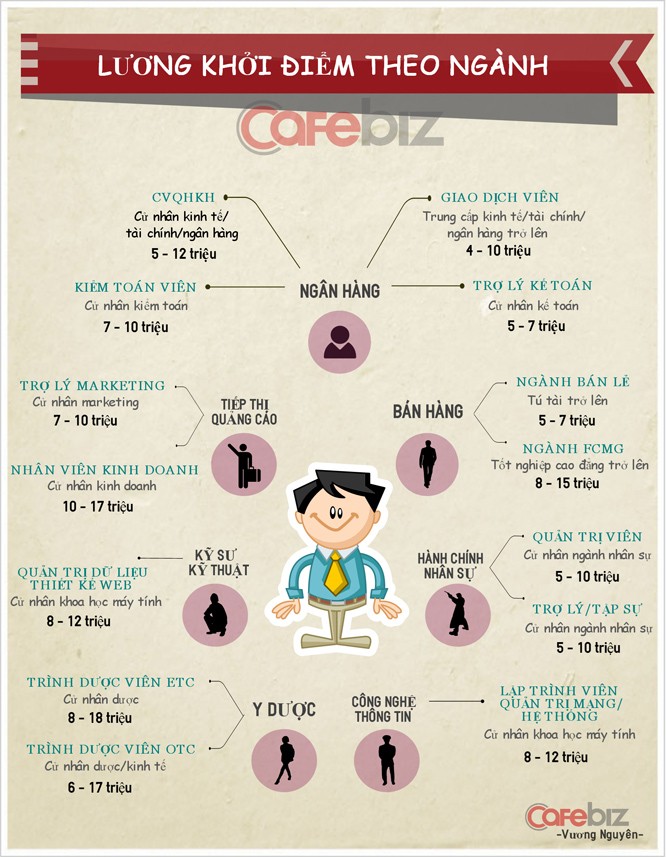 LƯƠNG KHỞI ĐIỂM THEO NGÀNH
Cafebiz
CVQHKH
Cử nhân kinh tế/
tài chính/ngân hàng
5 - 12 triệu
GIAO DỊCH VIÊN
Trung cấp kinh tế/tài chính/
ngân hàng trở lên
4 - 10 triệu
KIỂM TOÁN VIÊN
Cử nhân kiểm toán
7 - 10 triệu
NGÂN HÀNG
TRỢ LÝ KẾ TOÁN
Cử nhân kế toán
5 - 7 triệu
TRỢ LÝ MARKETING
Cử nhân marketing
7 - 10 triệu
NHÂN VIÊN KINH DOANH
Cử nhân kinh doanh
10 - 17 triệu
TIẾP THỊ
QUẢNG CÁO
BÁN HÀNG
NGÀNH BÁN LẺ
Tú tài trở lên
5 - 7 triệu
NGÀNH FCMG
Tốt nghiệp cao đẳng trở lên
8 - 15 triệu
KỸ SƯ
KỸ THUẬT
QUẢN TRỊ DỮ LIỆU
THIẾT KẾ WEB
Cử nhân khoa học máy tính
8 - 12 triệu
HÀNH CHÍNH
NHÂN SỰ
QUẢN TRỊ VIÊN
Cử nhân ngành nhân sự
5 - 10 triệu
TRỢ LÝ/TẬP SỰ
Cử nhân ngành nhân sự
5 - 10 triệu
TRÌNH DƯỢC VIÊN ETC
Cử nhân dược
8 - 18 triệu
TRÌNH DƯỢC VIÊN OTC
Cử nhân dược/kinh tế
6 - 17 triệu
Y DƯỢC
CÔNG NGHỆ
THÔNG TIN
LẬP TRÌNH VIÊN
QUẢN TRỊ MẠNG/
HỆ THỐNG
Cử nhân khoa học máy tính
8 - 12 triệu
Cafebiz
-Vương Nguyên-